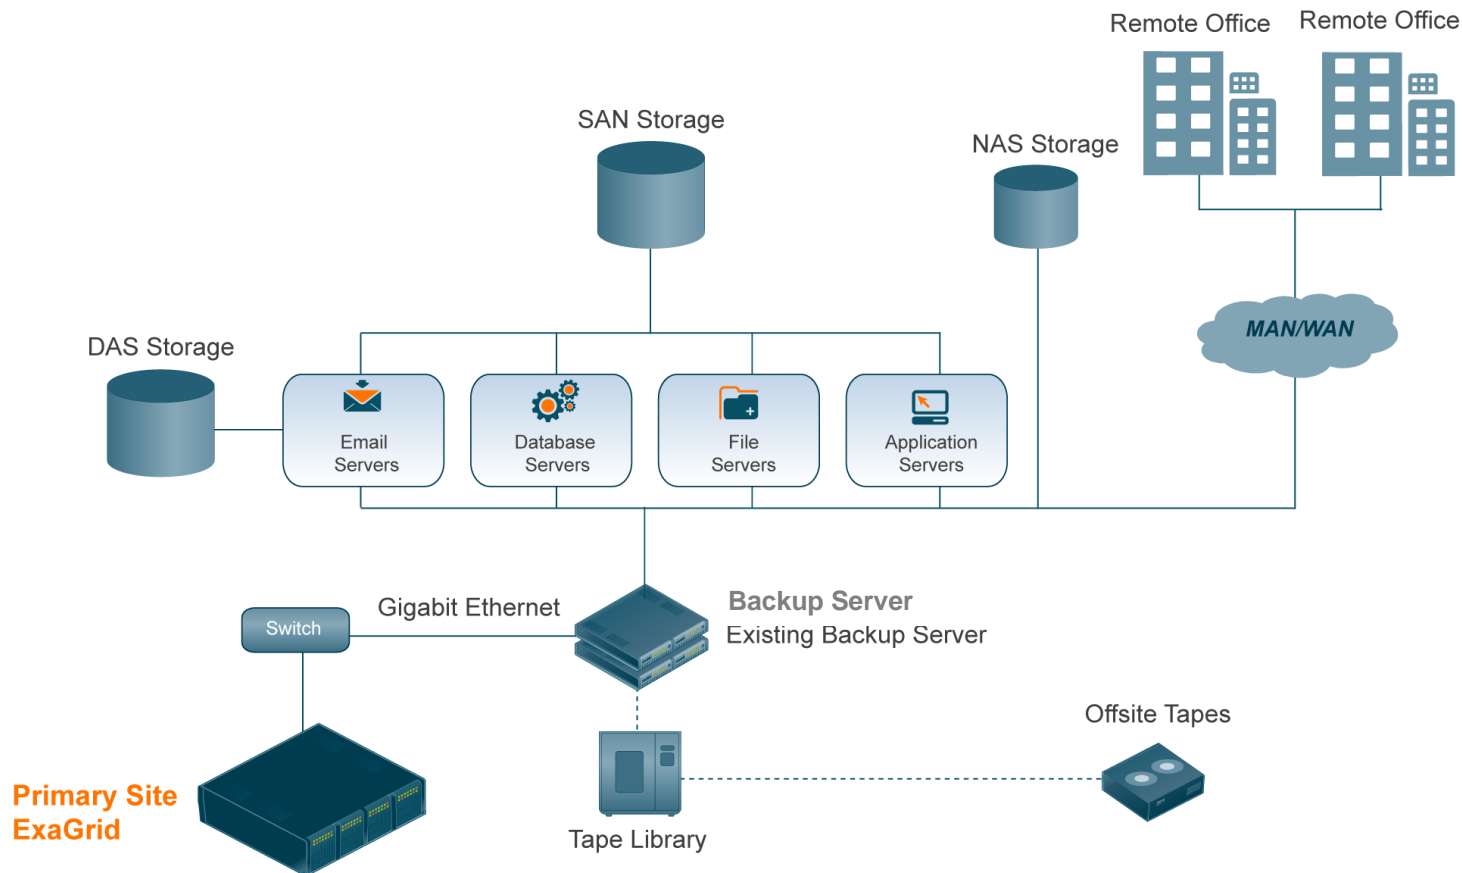 Remote Office
Remote Office
SAN Storage
NAS Storage
MAN/WAN
DAS Storage
Email
Servers
Database
Servers
File
Servers
Application
Servers
Gigabit Ethernet
Backup Server
Existing Backup Server
Switch
Offsite Tapes
Primary Site
ExaGrid
Tape Library